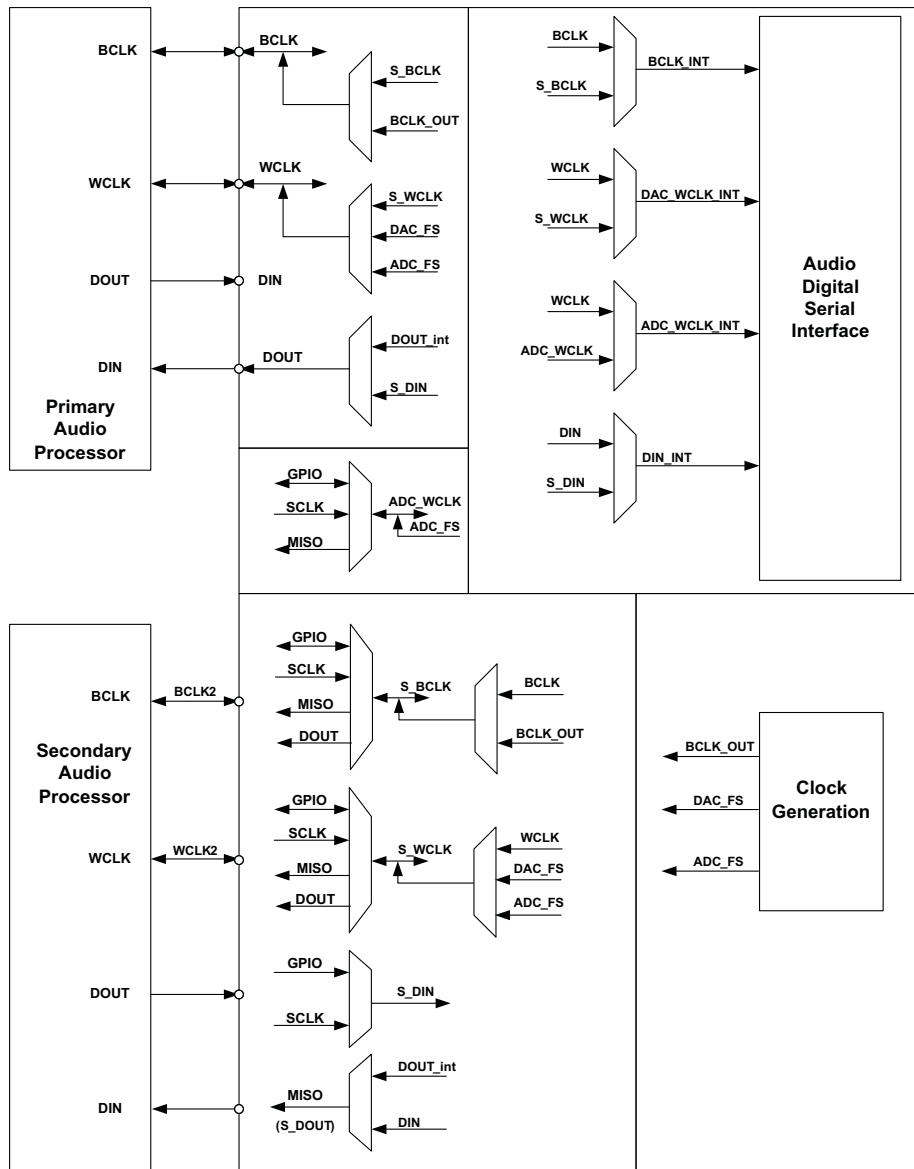 BCLK
BCLK
S_BCLK
BCLK_OUT
WCLK
WCLK
S_WCLK
DAC_FS
ADC_FS
DOUT
DIN
DIN
DOUT
DOUT_int
S_DIN
Primary
Audio
Processor
BCLK
S_BCLK
BCLK_INT
WCLK
S_WCLK
DAC_WCLK_INT
WCLK
ADC_WCLK
ADC_WCLK_INT
DIN
S_DIN
DIN_INT
Audio
Digital
Serial
Interface
GPIO
SCLK
MISO
ADC_WCLK
ADC_FS
BCLK
BCLK2
Secondary
Audio
Processor
WCLK
WCLK2
DOUT
DIN
GPIO
SCLK
MISO
DOUT
S_BCLK
BCLK
BCLK_OUT
GPIO
SCLK
MISO
DOUT
S_WCLK
WCLK
DAC_FS
ADC_FS
GPIO
SCLK
S_DIN
MISO
(S_DOUT)
DOUT_int
DIN
BCLK_OUT
DAC_FS
ADC_FS
Clock
Generation